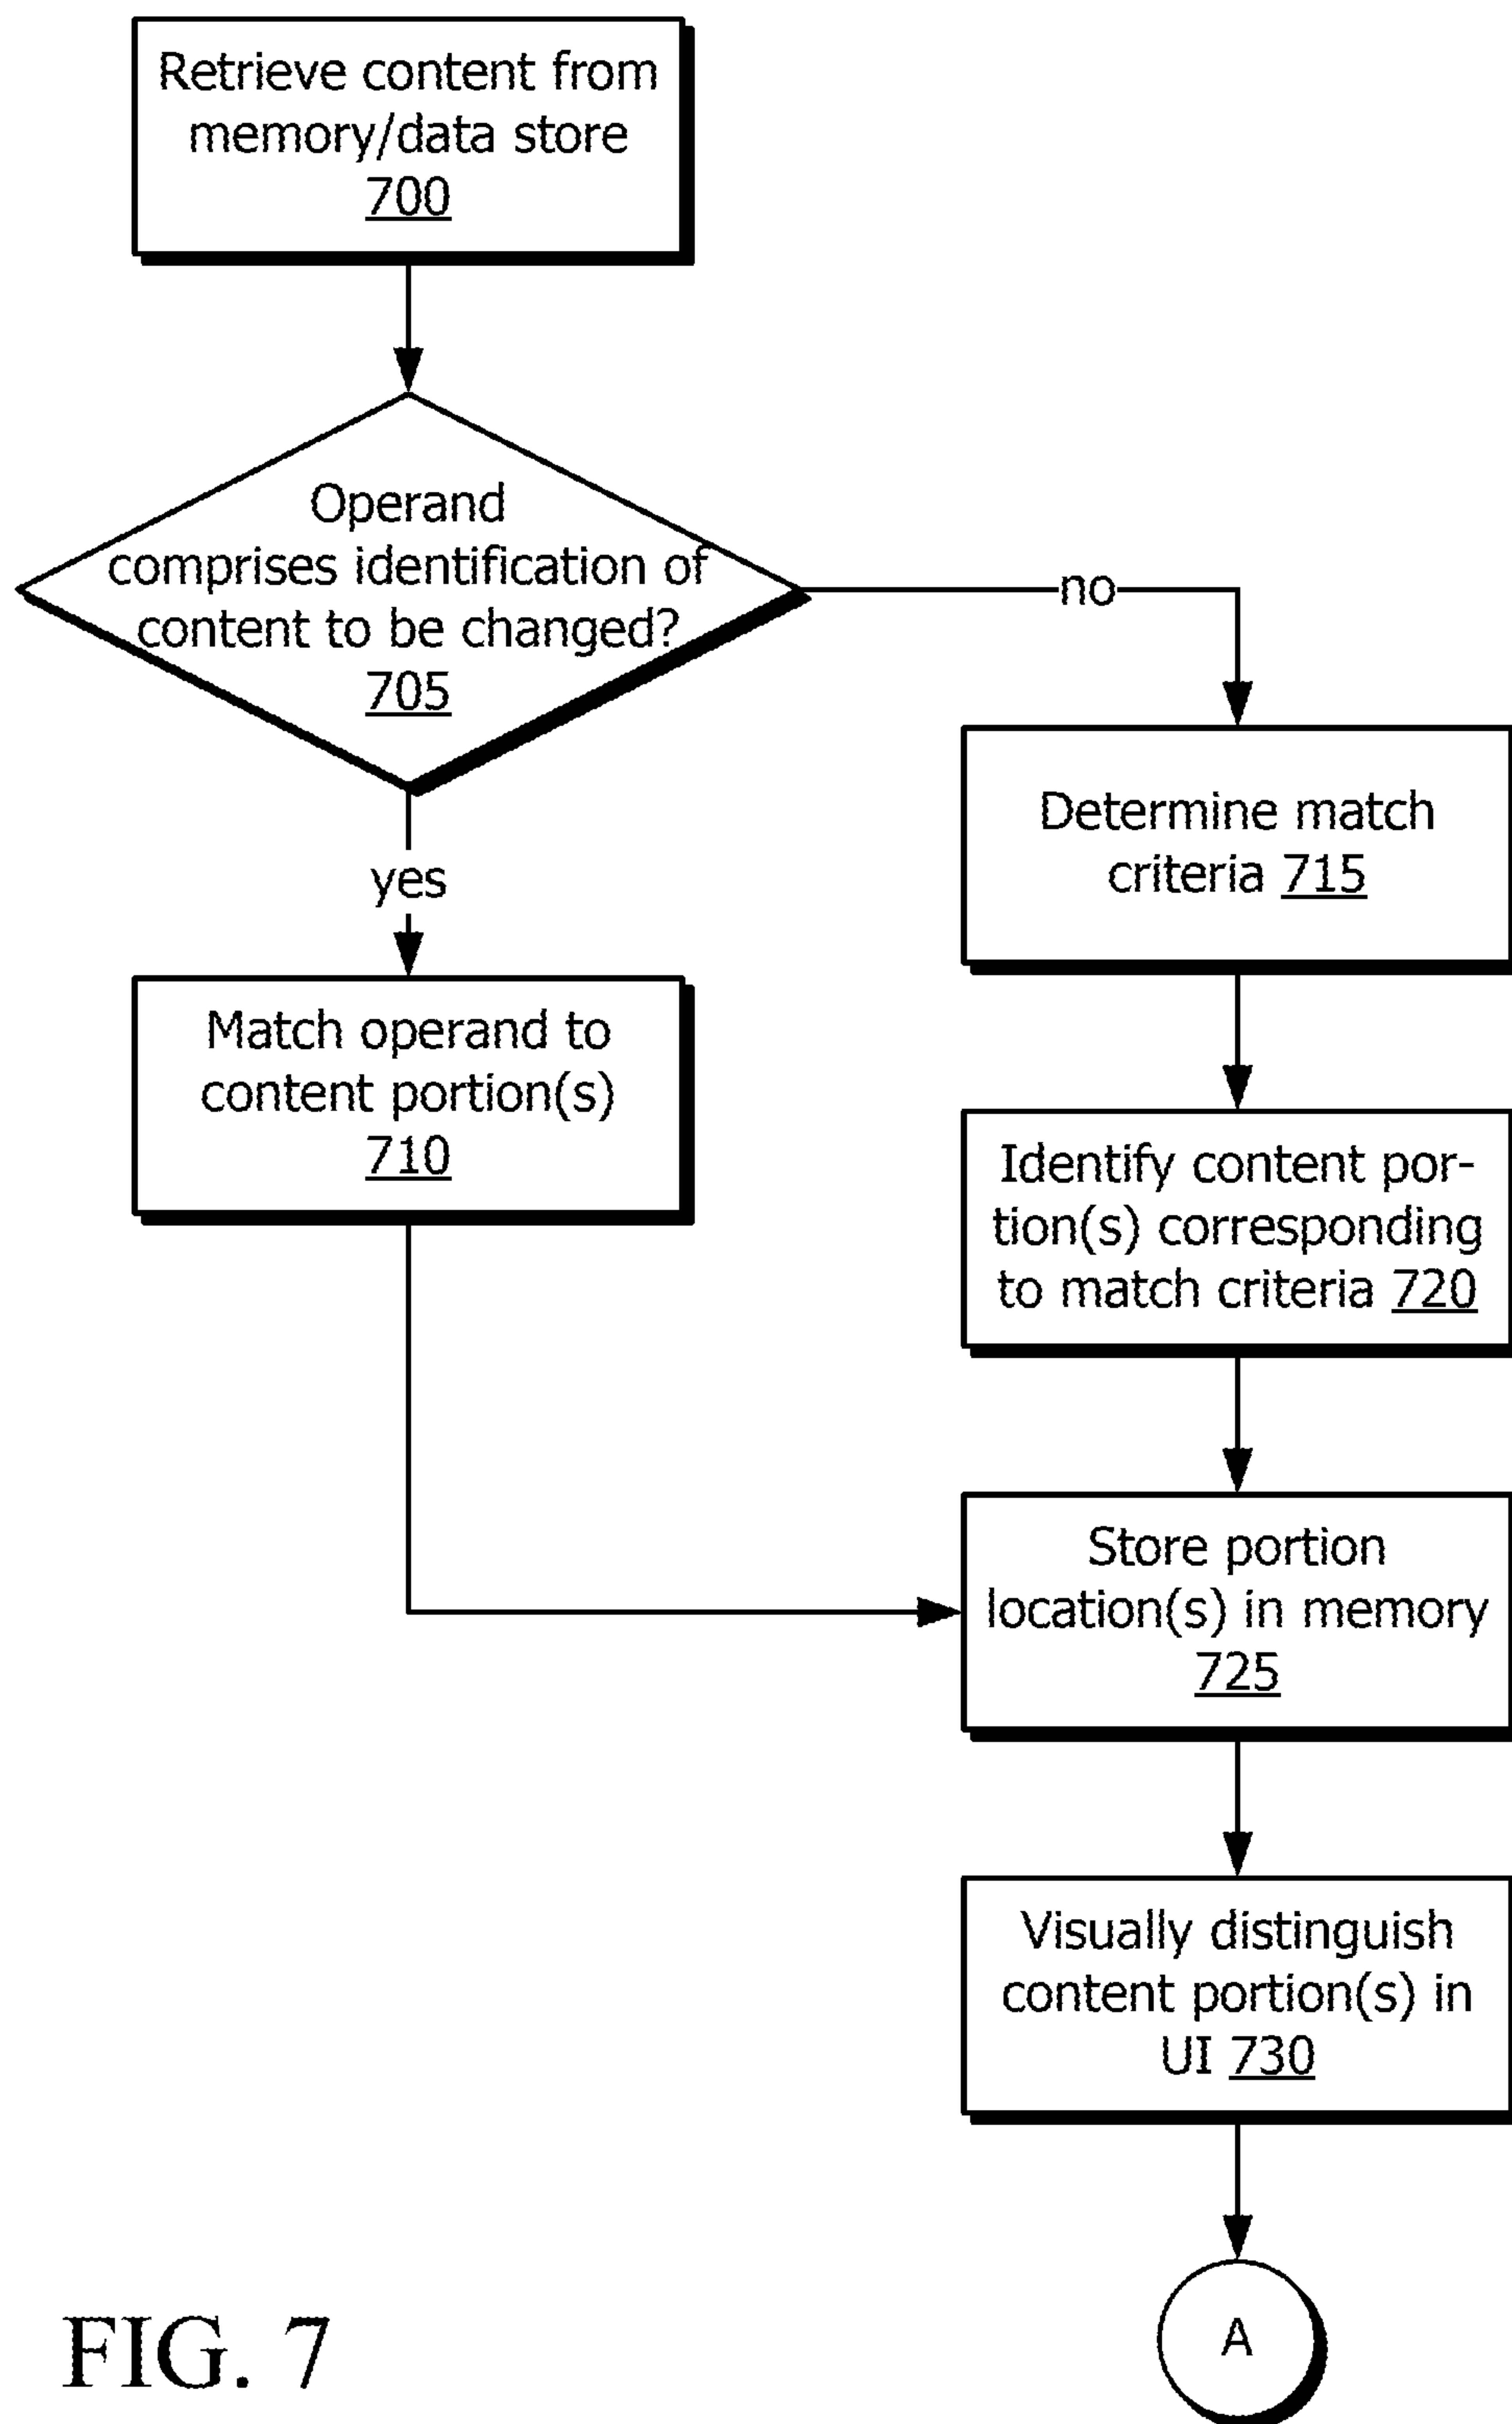 Retrieve content from
memory/data store
700
Operand
comprises identification of
content to be changed?
705
no
yes
Match operand to
content portion(s)
710
Determine match
criteria 715
Identify content por-
tion(s) corresponding
to match criteria 720
Store portion
location(s) in memory
725
Visually distinguish
content portion(s) in
UI 730
A
FIG. 7